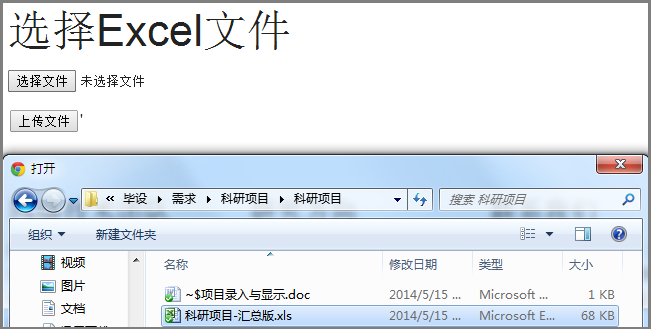 选择Excel文件
选择文件 未选择文件
上传文件 '
打开
« 毕设 ▸ 需求 ▸ 科研项目 ▸ 科研项目 搜索 科研项目
组织 新建文件夹
名称 修改日期 类型 大小
视频
图片
文档
~$项目录入与显示.doc 2014/5/15 ... Microsoft ... 1 KB
科研项目-汇总版.xls 2014/5/15 ... Microsoft E... 68 KB